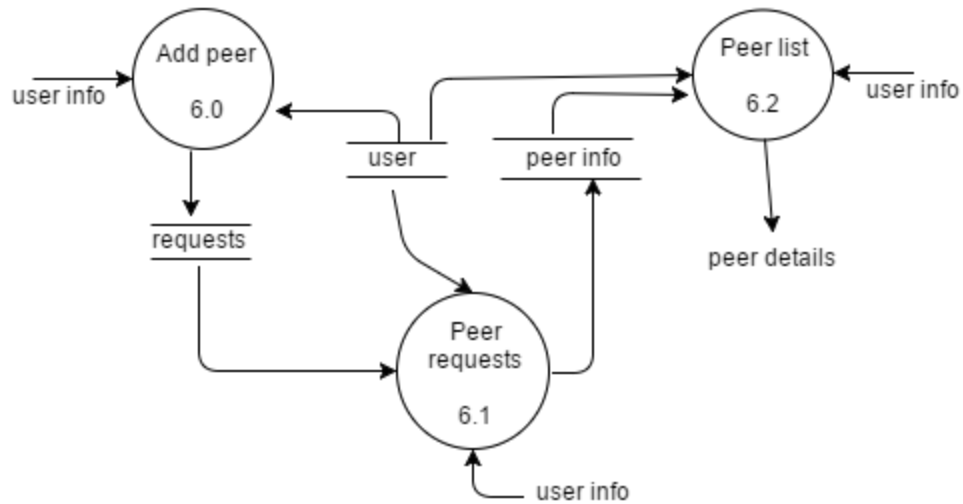 Add peer
6.0
user info
Peer list
6.2
user info
user
peer info
requests
peer details
Peer
requests
6.1
user info